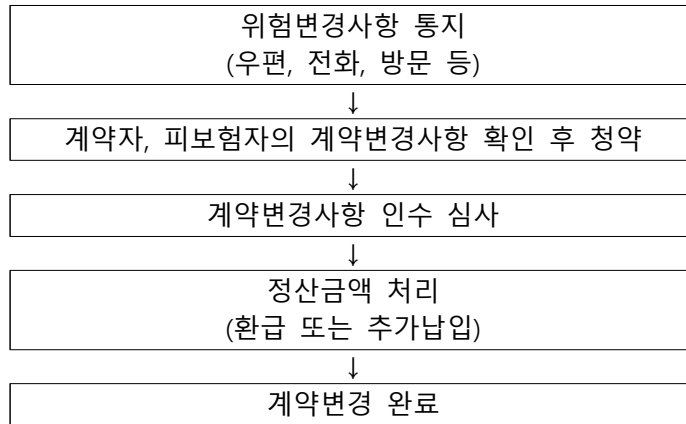 위험변경사항 통지
(우편, 전화, 방문 등)
↓
계약자, 피보험자의 계약변경사항 확인 후 청약
↓
계약변경사항 인수 심사
↓
정산금액 처리
(환급 또는 추가납입)
↓
계약변경 완료